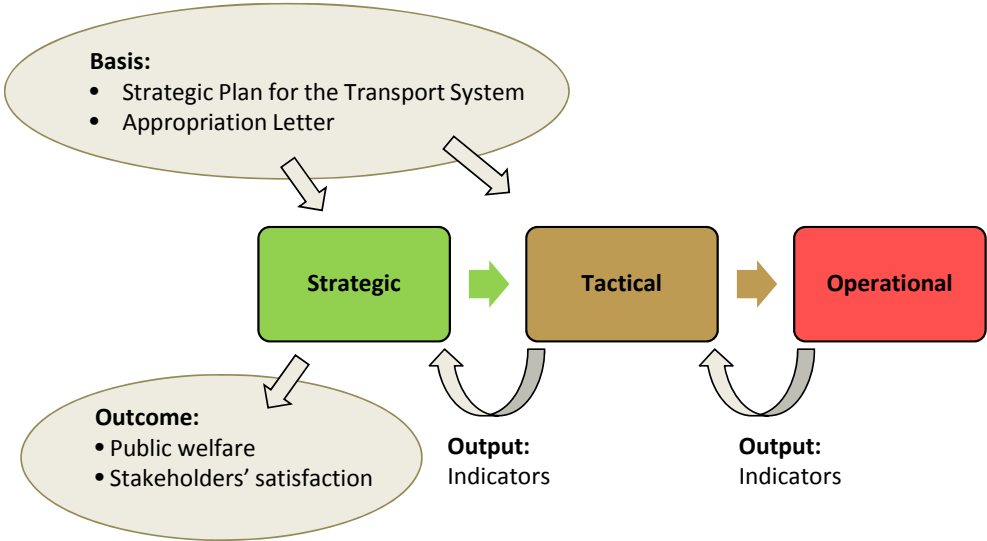 Basis:
• Strategic Plan for the Transport System
• Appropriation Letter
Strategic
Tactical
Operational
Outcome:
• Public welfare
• Stakeholders’ satisfaction
Output:
Indicators
Output:
Indicators